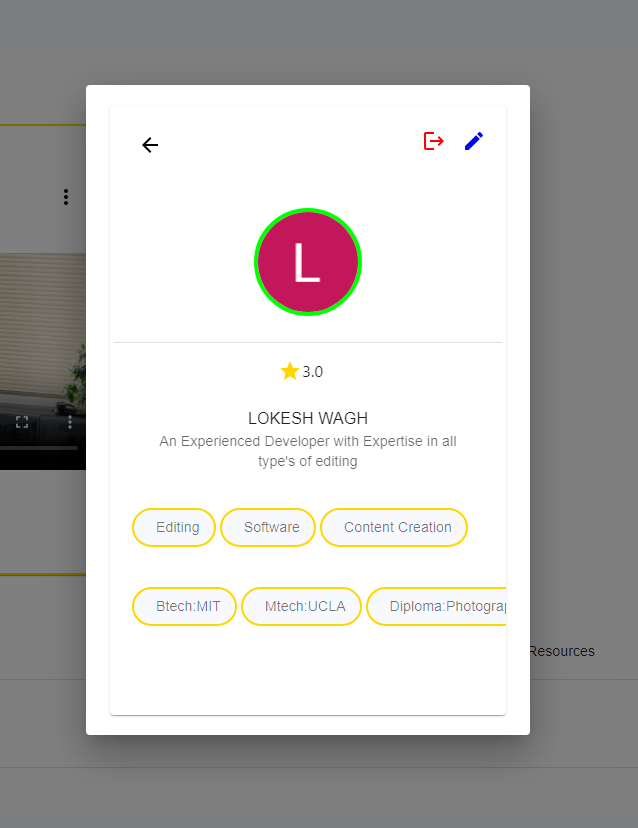 L
3.0
LOKESH WAGH
An Experienced Developer with Expertise in all
type's of editing
Editing Software Content Creation
Btech:MIT Mtech:UCLA Diploma:Photograp
Resources